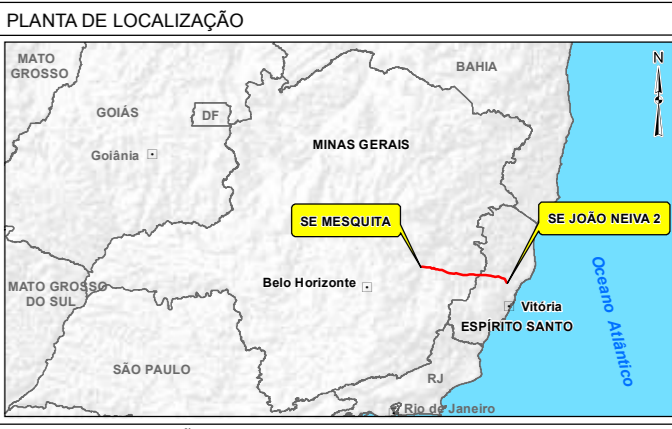 PLANTA DE LOCALIZAÇÃO
MATO
GROSSO
BAHIA
N
GOIÁS
DF
Goiânia
MINAS GERAIS
SE MESQUITA
SE JOÃO NEIVA 2
Belo Horizonte
MATO GROSSO
DO SUL
Oceano Atlântico
Vitória
ESPÍRITO SANTO
SÃO PAULO
RJ
Rio de Janeiro